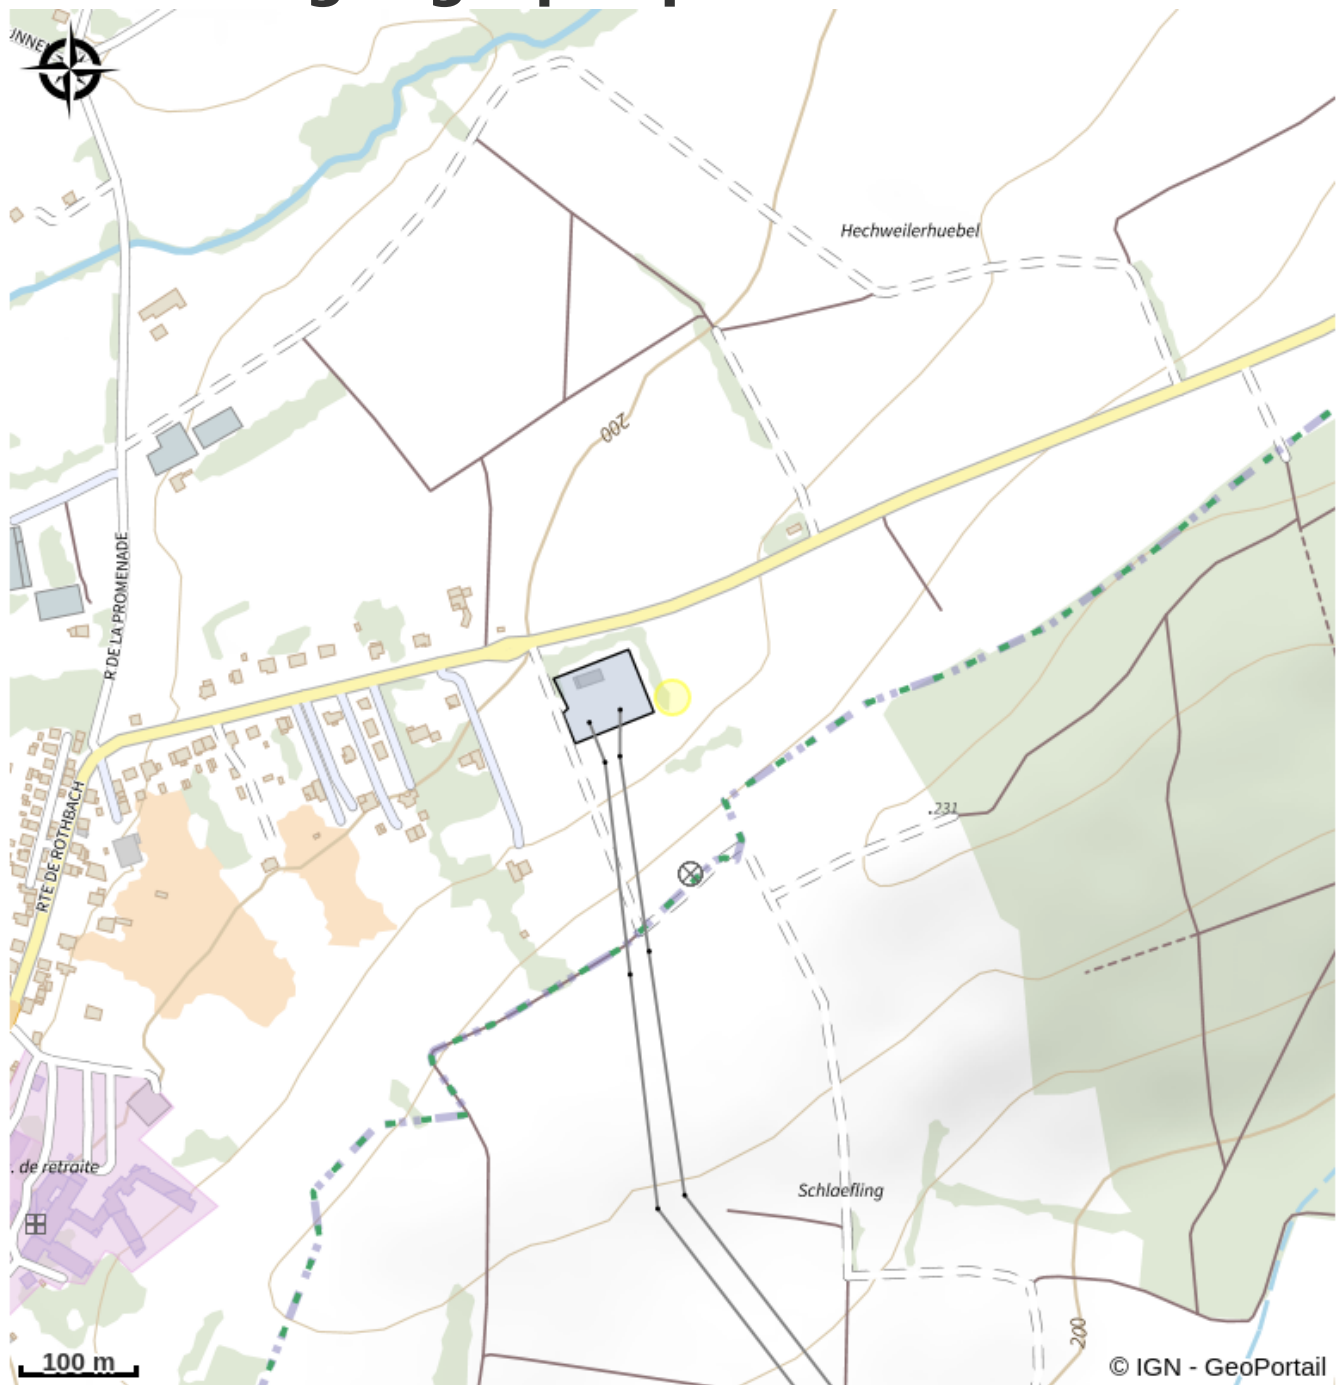 Hechweilerhuebel
200
R DE LA PROMENADE
.231
RTE DE ROTHBACH
. de retraite
Schlaefling
200
100 m
© IGN - GeoPortail